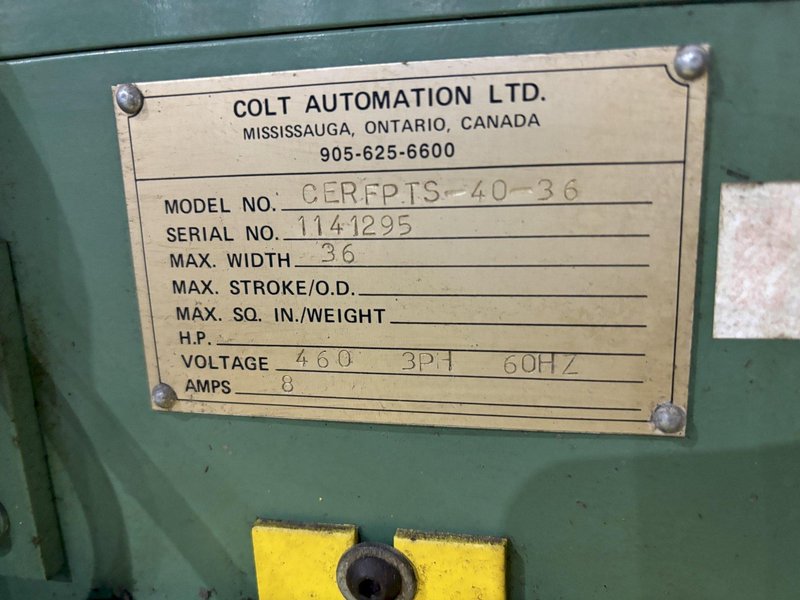 COLT AUTOMATION LTD.
MISSISSAUGA, ONTARIO, CANADA
905-625-6600
MODEL NO. CERFPTS-40-36
SERIAL NO. 1141295
MAX. WIDTH 36
MAX. STROKE/O.D.
MAX. SQ. IN./WEIGHT
H.P.
VOLTAGE 460 3PH 60HZ
AMPS 8